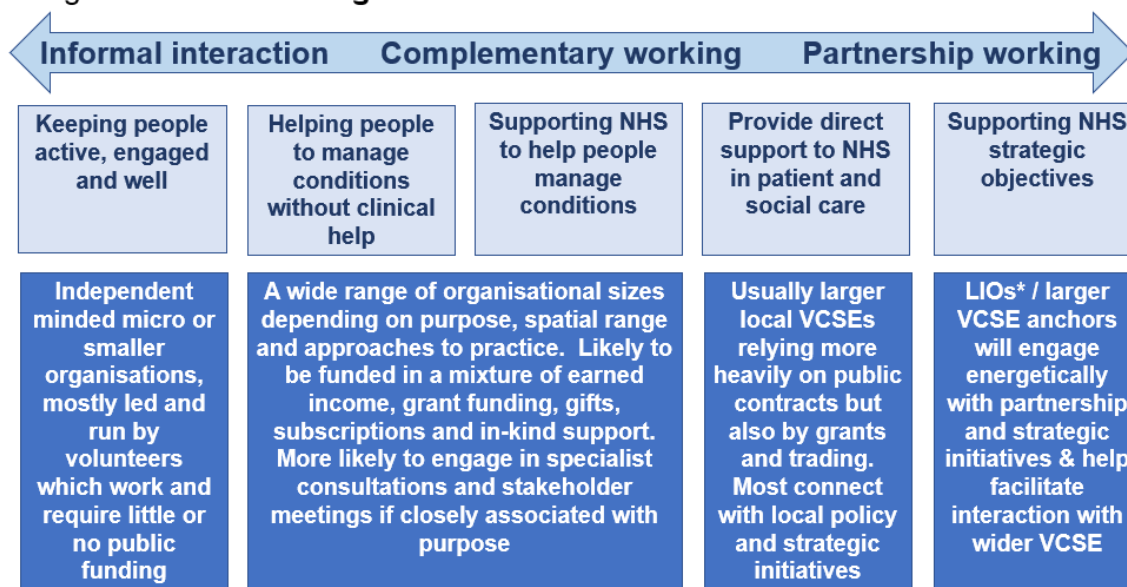 Informal interaction Complementary working Partnership working
Keeping people
active, engaged
and well
Helping people
to manage
conditions
without clinical
help
Supporting NHS
to help people
manage
conditions
Provide direct
support to NHS
in patient and
social care
Supporting NHS
strategic
objectives
Independent
minded micro or
smaller
organisations,
mostly led and
run by
volunteers
which work and
require little or
no public
funding
A wide range of organisational sizes
depending on purpose, spatial range
and approaches to practice. Likely to
be funded in a mixture of earned
income, grant funding, gifts,
subscriptions and in-kind support.
More likely to engage in specialist
consultations and stakeholder
meetings if closely associated with
purpose
Usually larger
local VCSEs
relying more
heavily on public
contracts but
also by grants
and trading.
Most connect
with local policy
and strategic
initiatives
LIOs* / larger
VCSE anchors
will engage
energetically
with partnership
and strategic
initiatives & help
facilitate
interaction with
wider VCSE